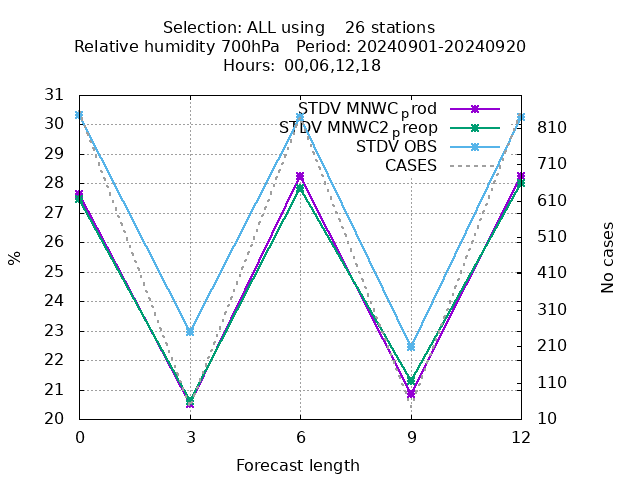 Selection: ALL using    26 stations
Relative humidity 700hPa   Period: 20240901-20240920
Hours: 00,06,12,18
STDV MNWC_prod
STDV MNWC2_preop
STDV OBS
CASES
31
30
29
28
27
26
25
24
23
22
21
20
%
810
710
610
510
410
310
210
110
10
No cases
0 3 6 9 12
Forecast length